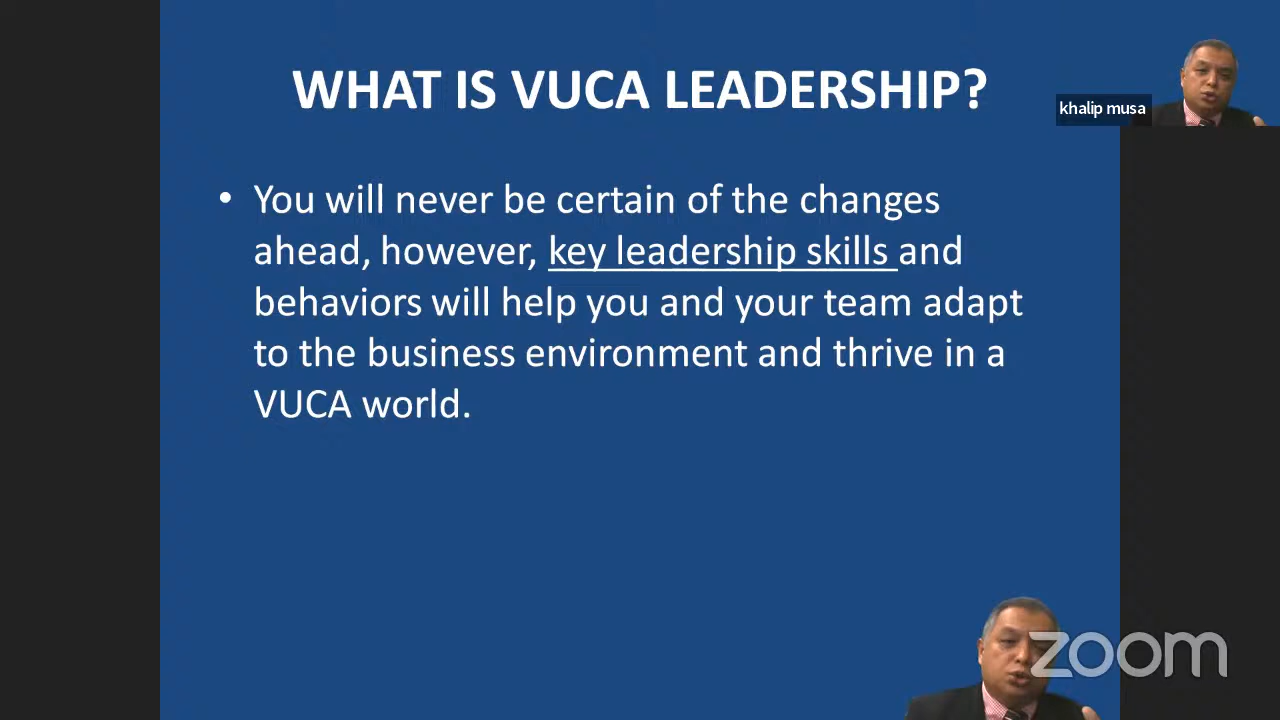 WHAT IS VUCA LEADERSHIP?
khalip musa
• You will never be certain of the changes
ahead, however, key leadership skills and
behaviors will help you and your team adapt
to the business environment and thrive in a
VUCA world.
zoom